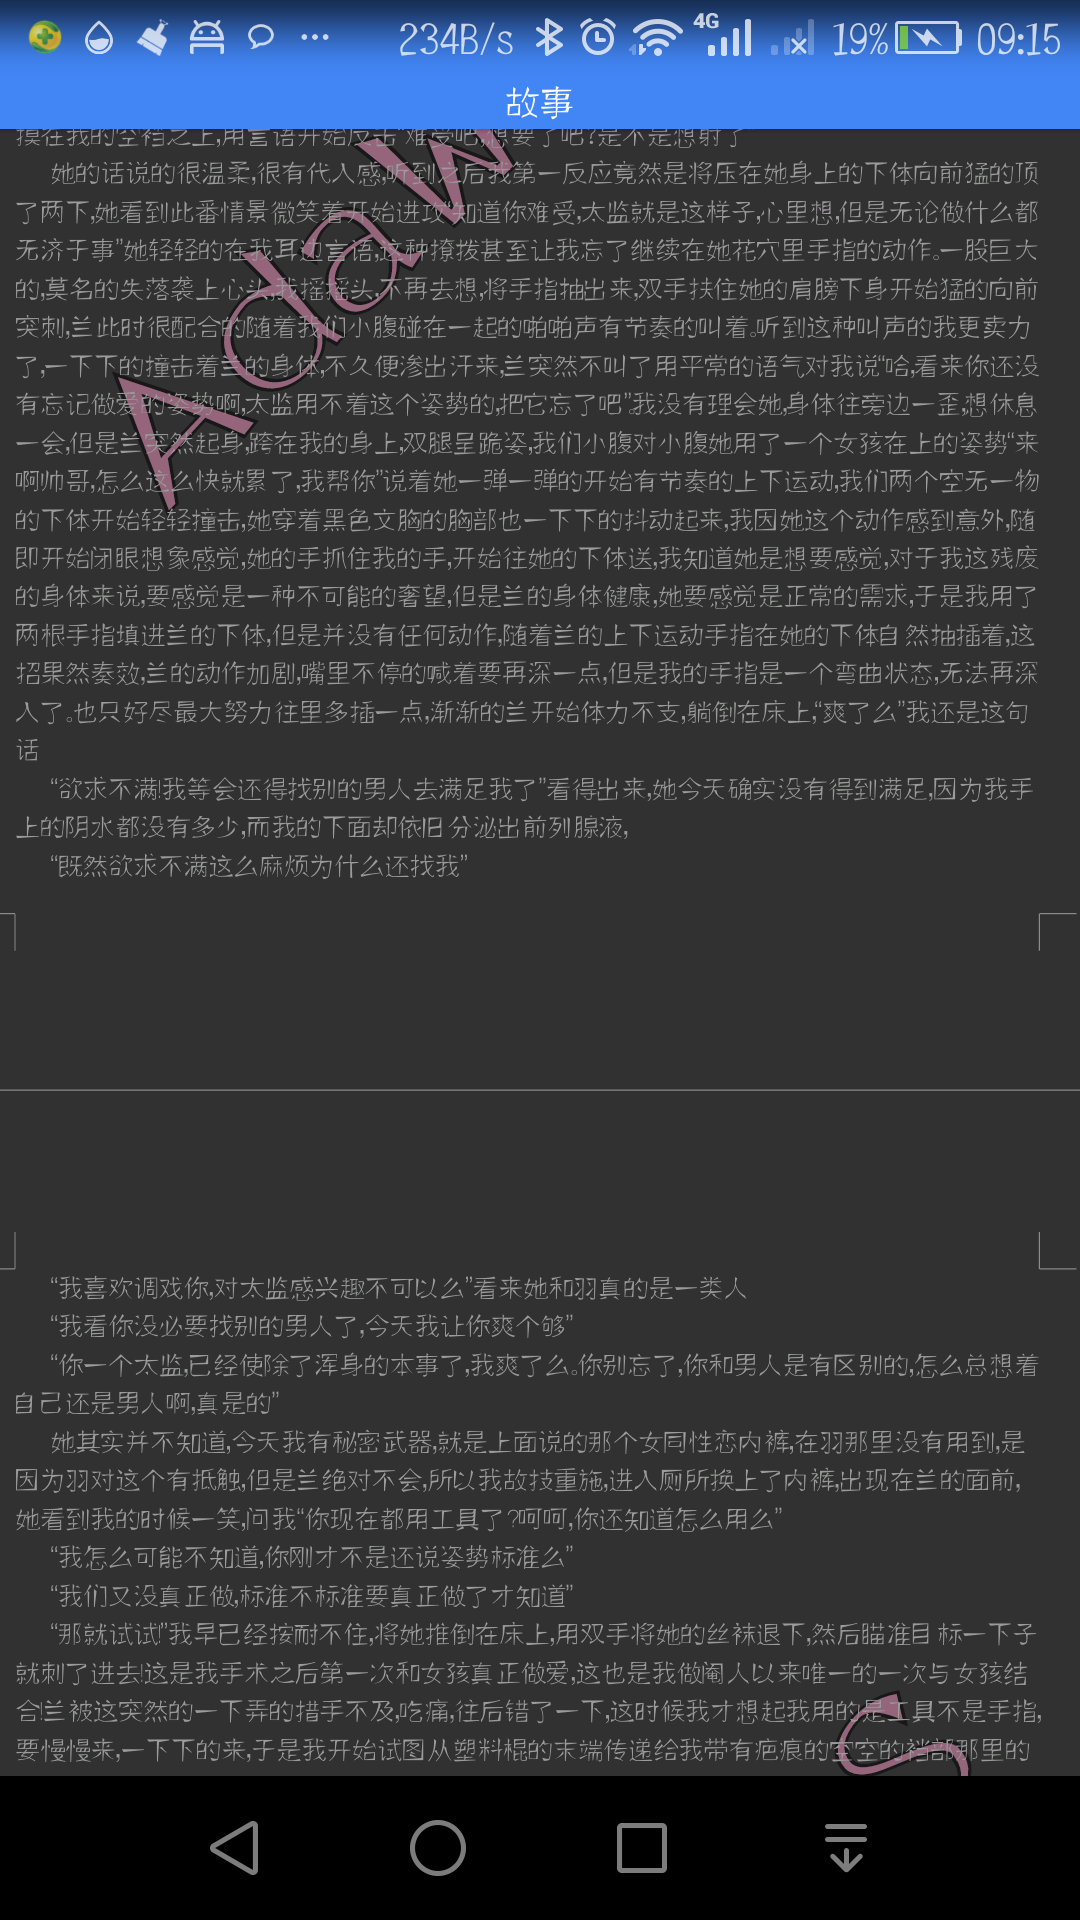 234B/s 4G 19% 09:15
故事
摸在我的空裆之上,用言语开始反击“难受吧,想要了吧?是不是想射了”
她的话说的很温柔,很有代入感,听到之后我第一反应竟然是将压在她身上的下体向前猛的顶
了两下,她看到此番情景微笑着开始进攻“知道你难受,太监就是这样子,心里想,但是无论做什么都
无济于事”她轻轻的在我耳边言语,这种撩拨甚至让我忘了继续在她花穴里手指的动作。一股巨大
的,莫名的失落袭上心头,我摇摇头,不再去想,将手指抽出来,双手扶住她的肩膀下身开始猛的向前
突刺,兰此时很配合的随着我们小腹碰在一起的啪啪声有节奏的叫着。听到这种叫声的我更卖力
了,一下下的撞击着兰的身体,不久便渗出汗来,兰突然不叫了用平常的语气对我说“哈,看来你还没
有忘记做爱的姿势啊,太监用不着这个姿势的,把它忘了吧”。我没有理会她,身体往旁边一歪,想休息
一会,但是兰突然起身,跨在我的身上,双腿呈跪姿,我们小腹对小腹她用了一个女孩在上的姿势“来
啊帅哥,怎么这么快就累了,我帮你”说着她一弹一弹的开始有节奏的上下运动,我们两个空无一物
的下体开始轻轻撞击,她穿着黑色文胸的胸部也一下下的抖动起来,我因她这个动作感到意外,随
即开始闭眼想象感觉,她的手抓住我的手,开始往她的下体送,我知道她是想要感觉,对于我这残废
的身体来说,要感觉是一种不可能的奢望,但是兰的身体健康,她要感觉是正常的需求,于是我用了
两根手指填进兰的下体,但是并没有任何动作,随着兰的上下运动手指在她的下体自然抽插着,这
招果然奏效,兰的动作加剧,嘴里不停的喊着要再深一点,但是我的手指是一个弯曲状态,无法再深
入了。也只好尽最大努力往里多插一点,渐渐的兰开始体力不支,躺倒在床上,“爽了么”我还是这句
话
“欲求不满!我等会还得找别的男人去满足我了”看得出来,她今天确实没有得到满足,因为我手
上的阴水都没有多少,而我的下面却依旧分泌出前列腺液,
“既然欲求不满这么麻烦为什么还找我”
“我喜欢调戏你,对太监感兴趣不可以么”看来她和羽真的是一类人
“我看你没必要找别的男人了,今天我让你爽个够”
“你一个太监,已经使除了浑身的本事了,我爽了么。你别忘了,你和男人是有区别的,怎么总想着
自己还是男人啊,真是的”
她其实并不知道,今天我有秘密武器,就是上面说的那个女同性恋内裤,在羽那里没有用到,是
因为羽对这个有抵触,但是兰绝对不会,所以我故技重施,进入厕所换上了内裤,出现在兰的面前,
她看到我的时候一笑,问我“你现在都用工具了?呵呵,你还知道怎么用么”
“我怎么可能不知道,你刚才不是还说姿势标准么”
“我们又没真正做,标准不标准要真正做了才知道”
“那就试试!”我早已经按耐不住,将她推倒在床上,用双手将她的丝袜退下,然后瞄准目标一下子
就刺了进去!这是我手术之后第一次和女孩真正做爱,这也是我做阉人以来唯一的一次与女孩结
合!兰被这突然的一下弄的措手不及,吃痛,往后错了一下,这时候我才想起我用的是工具不是手指,
要慢慢来,一下下的来,于是我开始试图从塑料棍的末端传递给我带有疤痕的空空的裆部那里的
Adaw